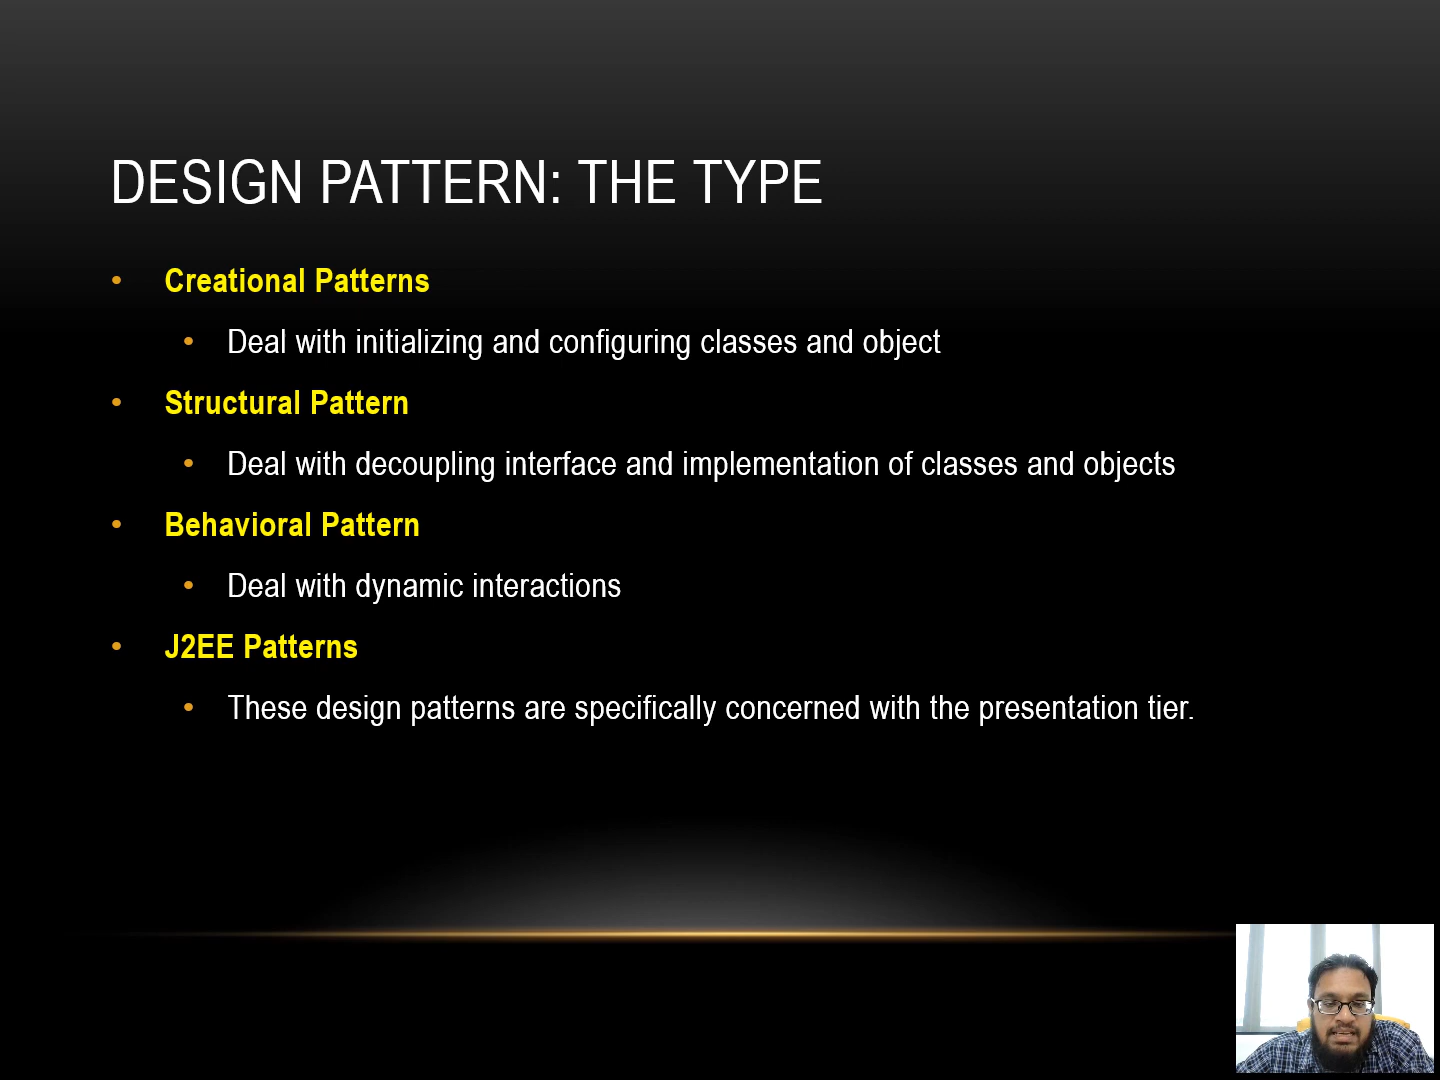 DESIGN PATTERN: THE TYPE
• Creational Patterns
• Deal with initializing and configuring classes and object
• Structural Pattern
• Deal with decoupling interface and implementation of classes and objects
• Behavioral Pattern
• Deal with dynamic interactions
• J2EE Patterns
• These design patterns are specifically concerned with the presentation tier.